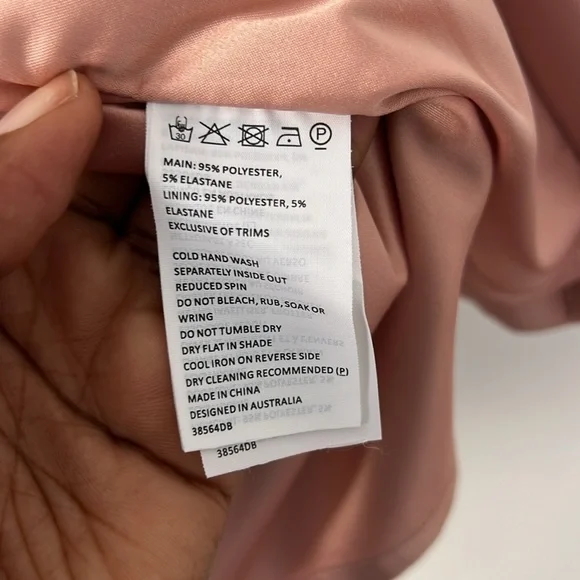 30 P
MAIN: 95% POLYESTER,
5% ELASTANE
LINING: 95% POLYESTER, 5%
ELASTANE
EXCLUSIVE OF TRIMS
COLD HAND WASH
SEPARATELY INSIDE OUT
REDUCED SPIN
DO NOT BLEACH, RUB, SOAK OR
WRING
DO NOT TUMBLE DRY
DRY FLAT IN SHADE
COOL IRON ON REVERSE SIDE
DRY CLEANING RECOMMENDED (P)
MADE IN CHINA
DESIGNED IN AUSTRALIA
38564DB
38564DB